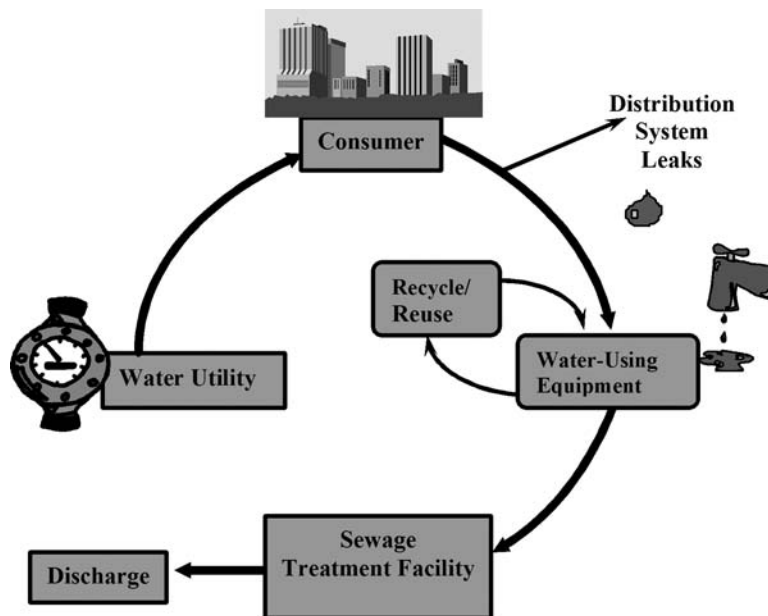 Consumer
Distribution
System
Leaks
Recycle/
Reuse
Water Utility
Water-Using
Equipment
Sewage
Treatment Facility
Discharge